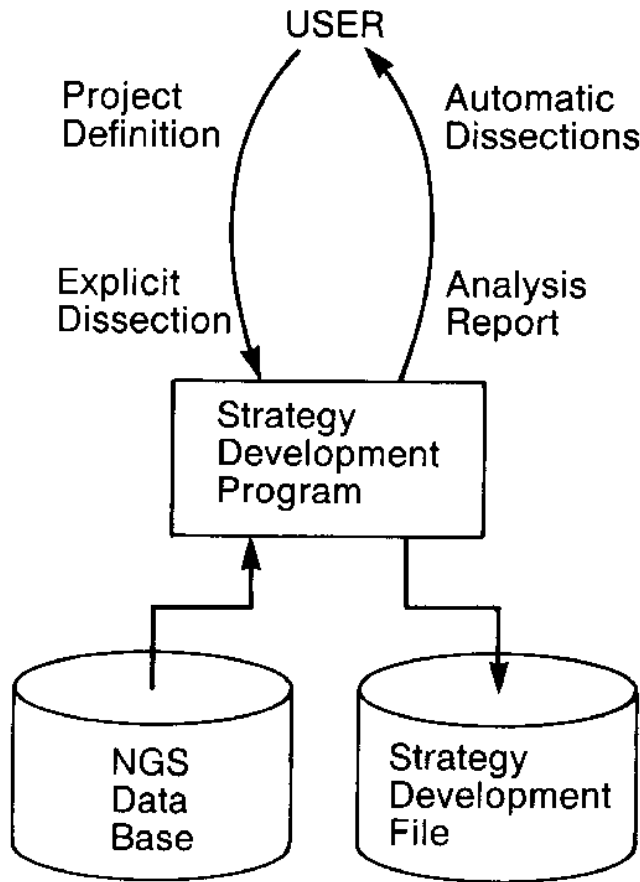 USER
Project
Definition
Automatic
Dissections
Explicit
Dissection
Analysis
Report
Strategy
Development
Program
NGS
Data
Base
Strategy
Development
File